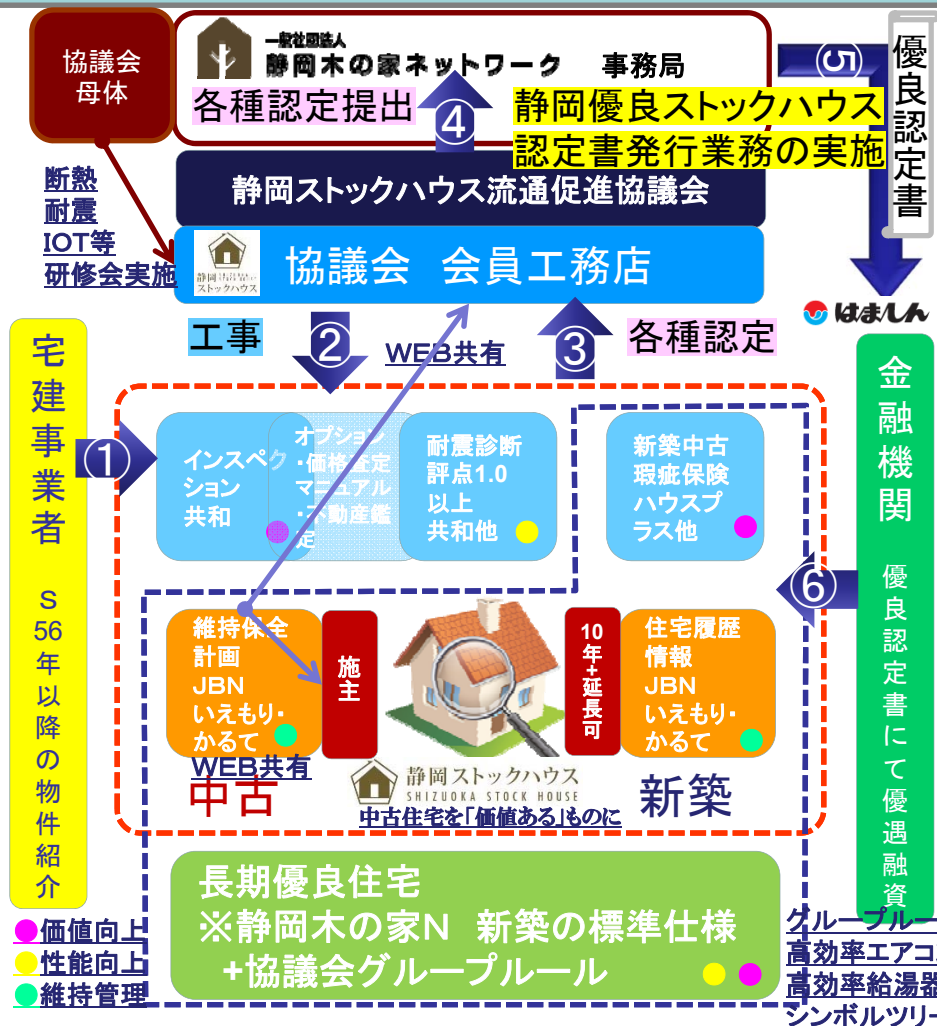 協議会
母体
一般社団法人
静岡木の家ネットワーク 事務局
各種認定提出
④
静岡優良ストックハウス
認定書発行業務の実施
⑤
優良認定書
断熱
耐震
IOT等
研修会実施
静岡ストックハウス流通促進協議会
静岡
ストックハウス
協議会 会員工務店
はましん
工事
②
WEB共有
③
各種認定
宅建事業者 S56年以降の物件紹介
①
インスペク
ション
共和
オプション
・価格査定
マニュアル
・不動産鑑
定
耐震診断
評点1.0
以上
共和他
新築中古
瑕疵保険
ハウスプ
ラス他
金融機関 優良認定書にて優遇融資
⑥
維持保全
計画
JBN
いえもり・
かるて
WEB共有
施主
10年+延長可
住宅履歴
情報
JBN
いえもり・
かるて
中古
静岡ストックハウス
SHIZUOKA STOCK HOUSE
中古住宅を「価値ある」ものに
新築
長期優良住宅
※静岡木の家N 新築の標準仕様
+協議会グループルール
価値向上
性能向上
維持管理
グループルー
高効率エアコ
高効率給湯器
シンボルツリー